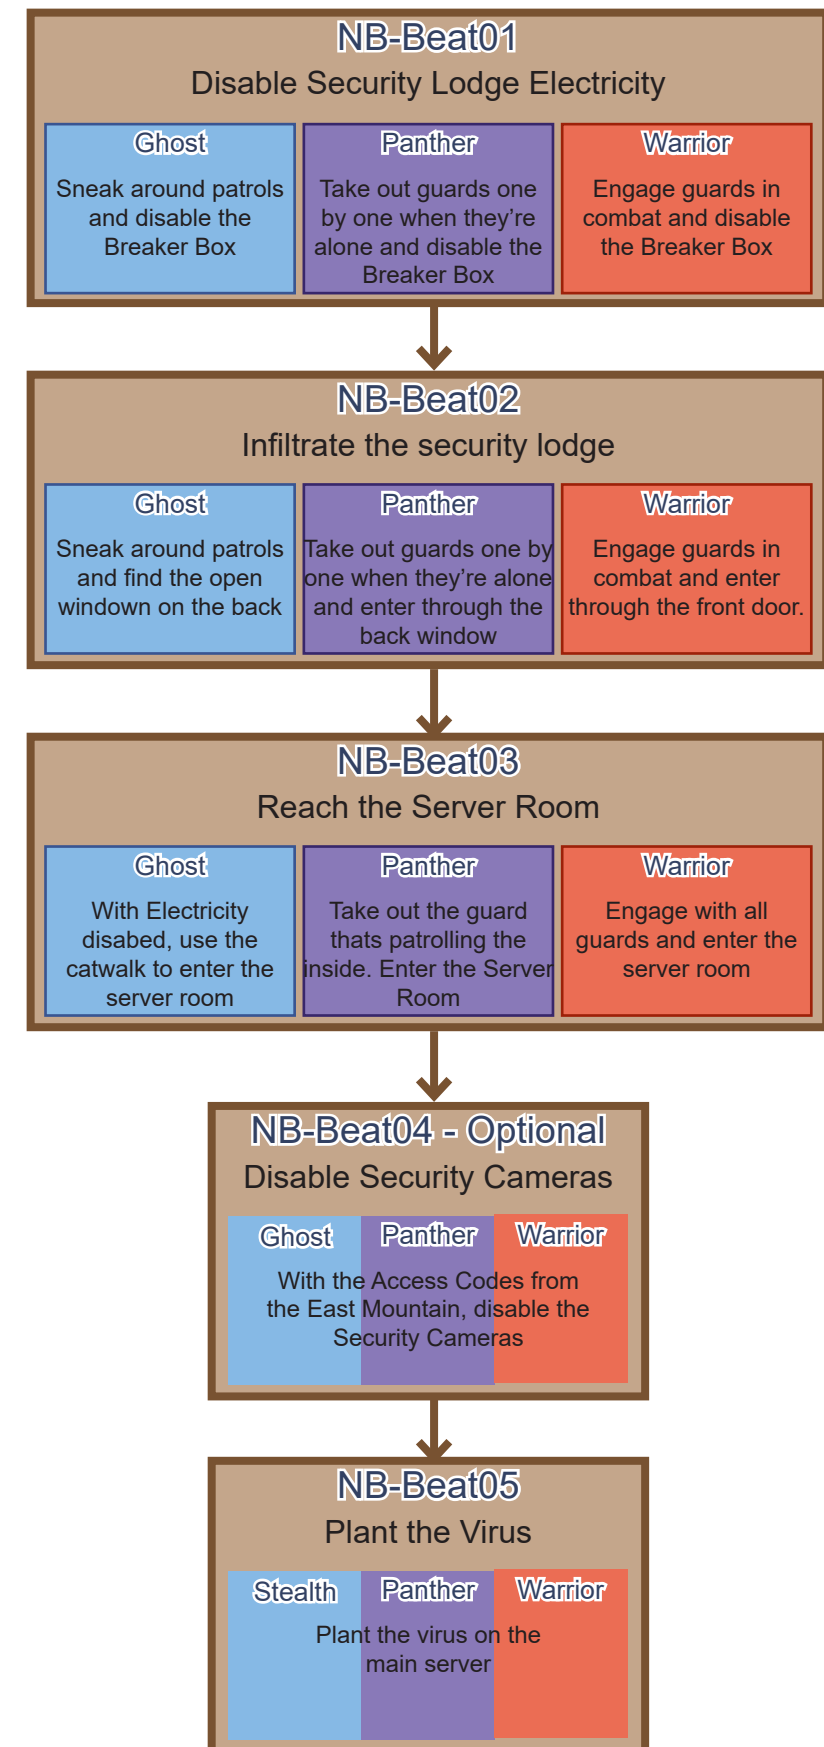 NB-Beat01
Disable Security Lodge Electricity
Ghost
Sneak around patrols
and disable the
Breaker Box
Panther
Take out guards one
by one when they're
alone and disable the
Breaker Box
Warrior
Engage guards in
combat and disable
the Breaker Box
NB-Beat02
Infiltrate the security lodge
Ghost
Sneak around patrols
and find the open
windown on the back
Panther
Take out guards one by
one when they're alone
and enter through the
back window
Warrior
Engage guards in
combat and enter
through the front door.
NB-Beat03
Reach the Server Room
Ghost
With Electricity
disabed, use the
catwalk to enter the
server room
Panther
Take out the guard
thats patrolling the
inside. Enter the Server
Room
Warrior
Engage with all
guards and enter the
server room
NB-Beat04 - Optional
Disable Security Cameras
Ghost Panther Warrior
With the Access Codes from
the East Mountain, disable the
Security Cameras
NB-Beat05
Plant the Virus
Stealth Panther Warrior
Plant the virus on the
main server